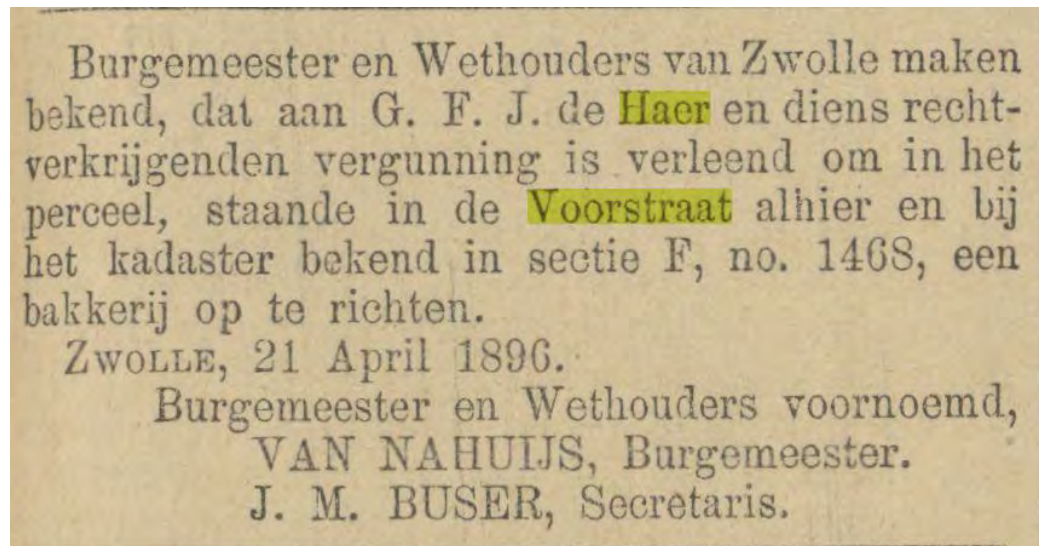 Burgemeester en Wethouders van Zwolle maken
bekend, dat aan G. F. J. de Haer en diens recht-
verkrijgenden vergunning is verleend om in het
perceel, staande in de Voorstraat alhier en bij
het kadaster bekend in sectie F, no. 1468, een
bakkerij op te richten.
ZWOLLE, 21 April 1896.
Burgemeester en Wethouders voornoemd,
VAN NAHUIJS, Burgemeester.
J. M. BUSER, Secretaris.